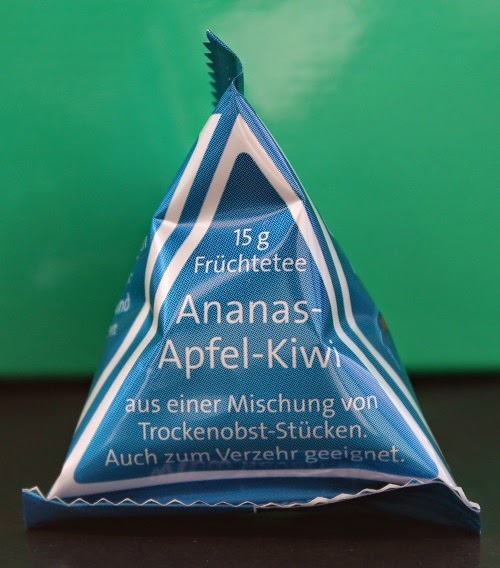 15 g
Früchtetee
Ananas-
Apfel-Kiwi
aus einer Mischung von
Trockenobst-Stücken.
Auch zum Verzehr geeignet.